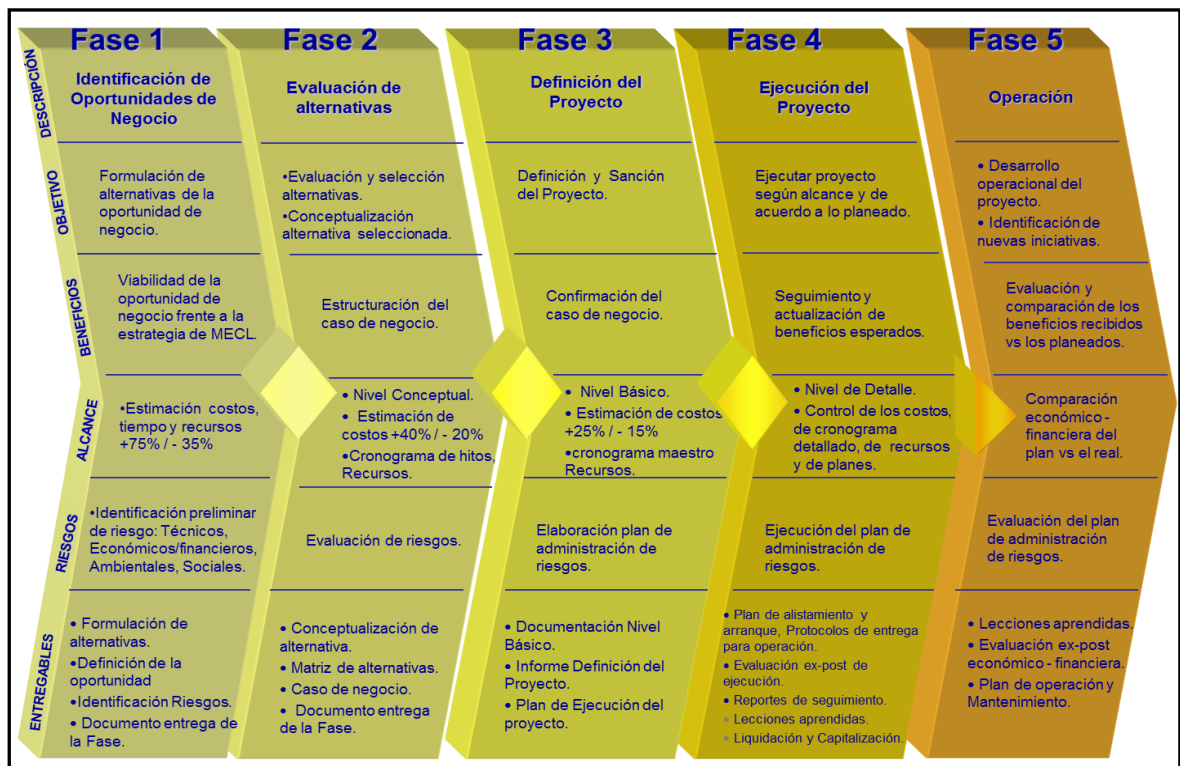 Fase 1
Identificación de
Oportunidades de
Negocio
Fase 2
Evaluación de
alternativas
Fase 3
Definición del
Proyecto
Fase 4
Ejecución del
Proyecto
Fase 5
Operación
DESCRIPCIÓN
OBJETIVO
Formulación de
alternativas de la
oportunidad de
negocio.
•Evaluación y selección
alternativas.
•Conceptualización
alternativa seleccionada.
Definición y Sanción
del Proyecto.
Ejecutar proyecto
según alcance y de
acuerdo a lo planeado.
• Desarrollo
operacional del
proyecto.
• Identificación de
nuevas iniciativas.
BENEFICIOS
Viabilidad de la
oportunidad de
negocio frente a la
estrategia de MECL.
Estructuración del
caso de negocio.
Confirmación del
caso de negocio.
Seguimiento y
actualización de
beneficios esperados.
Evaluación y
comparación de los
beneficios recibidos
vs los planeados.
ALCANCE
•Estimación costos,
tiempo y recursos
+75% / - 35%
• Nivel Conceptual.
• Estimación de
costos +40% / - 20%
•Cronograma de hitos,
Recursos.
• Nivel Básico.
• Estimación de costos
+25% / - 15%
•cronograma maestro
Recursos.
• Nivel de Detalle.
• Control de los costos,
de cronograma
detallado, de recursos
y de planes.
Comparación
económico -
financiera del
plan vs el real.
RIESGOS
•Identificación preliminar
de riesgo: Técnicos,
Económicos/financieros,
Ambientales, Sociales.
Evaluación de riesgos.
Elaboración plan de
administración de
riesgos.
Ejecución del plan de
administración de
riesgos.
Evaluación del plan
de administración
de riesgos.
ENTREGABLES
• Formulación de
alternativas.
•Definición de la
oportunidad
•Identificación Riesgos.
• Documento entrega de
la Fase.
• Conceptualización de
alternativa.
• Matriz de alternativas.
• Caso de negocio.
• Documento entrega
de la Fase.
• Documentación Nivel
Básico.
• Informe Definición del
Proyecto.
• Plan de Ejecución del
proyecto.
• Plan de alistamiento y
arranque, Protocolos de entrega
para operación.
• Evaluación ex-post de
ejecución.
• Reportes de seguimiento.
• Lecciones aprendidas.
• Liquidación y Capitalización.
• Lecciones aprendidas.
• Evaluación ex-post
económico - financiera.
• Plan de operación y
Mantenimiento.